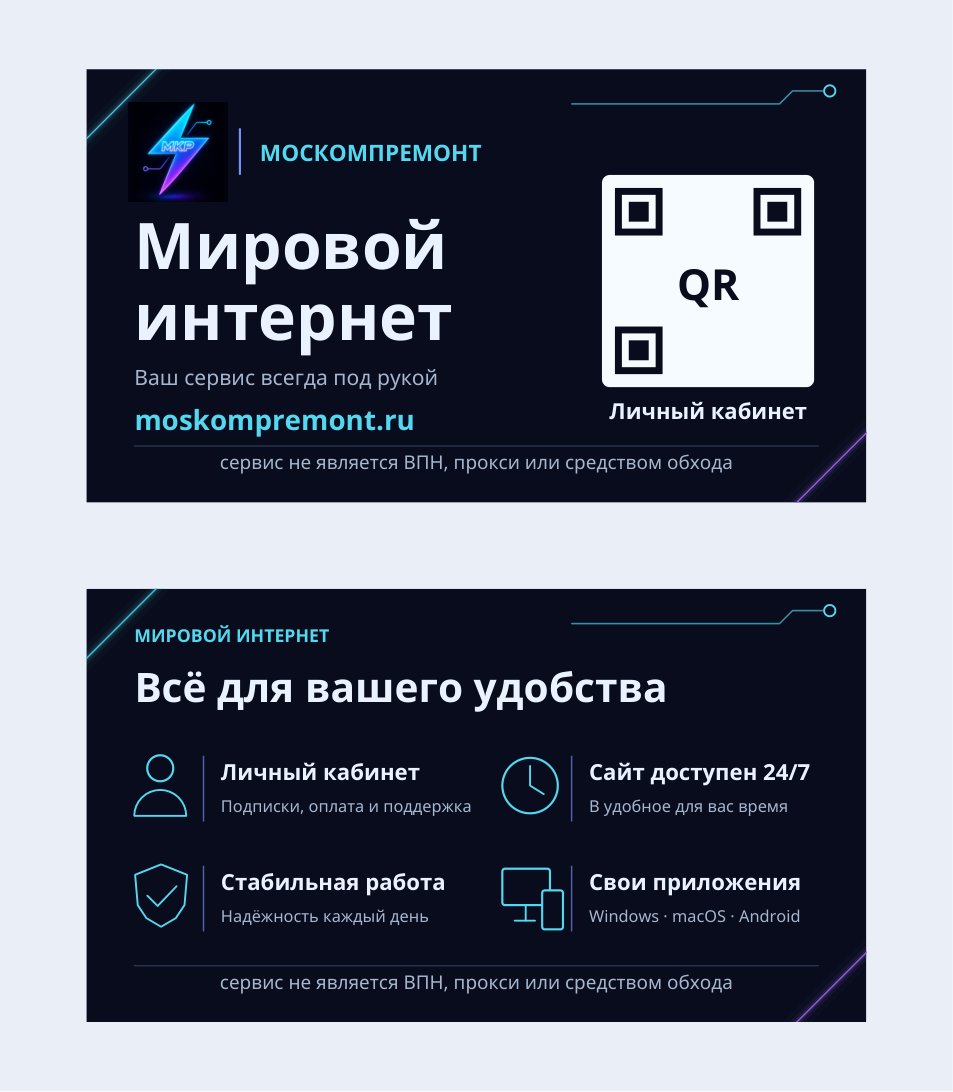 МКР
МОСКОМПРЕМОНТ
Мировой
интернет
Ваш сервис всегда под рукой
moskompremont.ru
QR
Личный кабинет
сервис не является ВПН, прокси или средством обхода
МИРОВОЙ ИНТЕРНЕТ
Всё для вашего удобства
Личный кабинет
Подписки, оплата и поддержка
Сайт доступен 24/7
В удобное для вас время
Стабильная работа
Надёжность каждый день
Свои приложения
Windows · macOS · Android
сервис не является ВПН, прокси или средством обхода